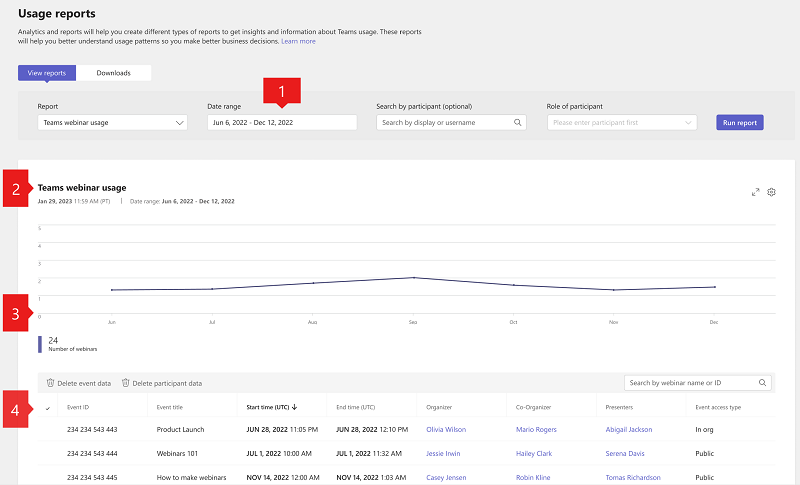 Usage reports
Analytics and reports will help you create different types of reports to get insights and information about Teams usage. These reports
will help you better understand usage patterns so you make better business decisions. Learn more
View reports Downloads
1
Report Date range Search by participant (optional) Role of participant
Teams webinar usage Jun 6, 2022 - Dec 12, 2022 Search by display or username Please enter participant first Run report
2 Teams webinar usage
Jan 29, 2023 11:59 AM (PT) | Date range: Jun 6, 2022 - Dec 12, 2022
5
4
3
2
1
3
0
Jun Jul Aug Sep Oct Nov Dec
24
Number of webinars
Delete event data Delete participant data Search by webinar name or ID
4 Event ID Event title Start time (UTC) End time (UTC) Organizer Co-Organizer Presenters Event access type
234 234 543 443 Product Launch JUN 28, 2022 11:05 PM JUN 28, 2022 12:10 PM Olivia Wilson Mario Rogers Abigail Jackson In org
234 234 543 444 Webinars 101 JUL 1, 2022 10:00 AM JUL 1, 2022 11:32 AM Jessie Irwin Hailey Clark Serena Davis Public
234 234 543 445 How to make webinars NOV 14, 2022 12:00 AM NOV 14, 2022 1:03 AM Casey Jensen Robin Kline Tomas Richardson Public